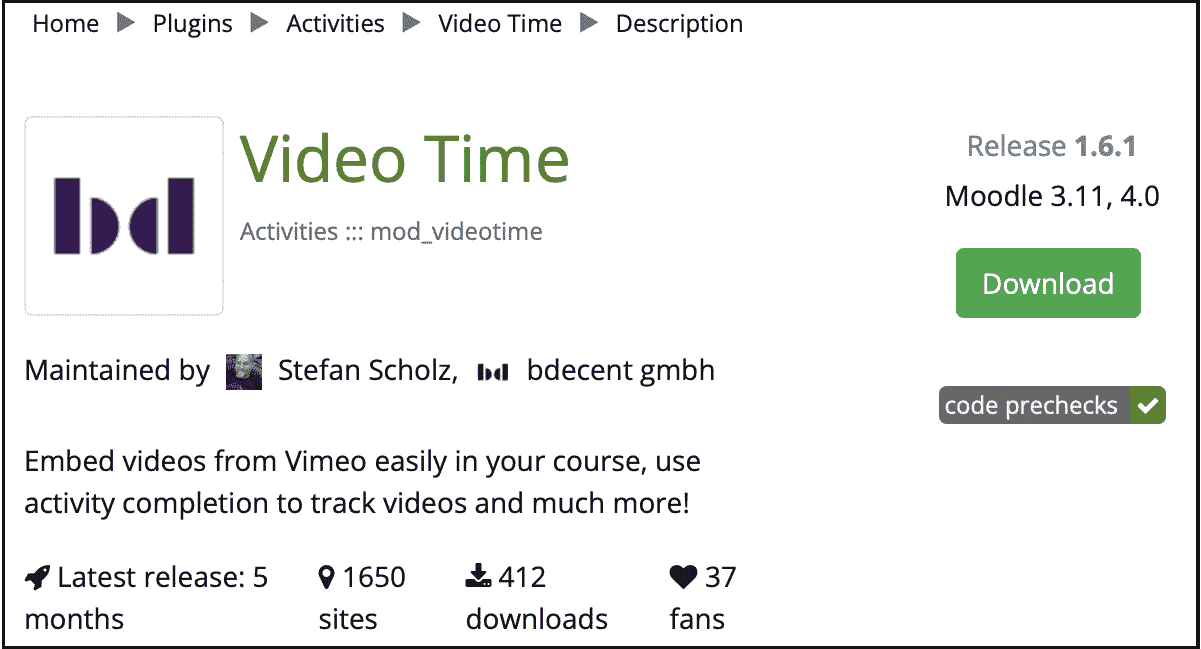 Home Plugins Activities Video Time Description
bd
Video Time
Activities ::: mod_videotime
Release 1.6.1
Moodle 3.11, 4.0
Download
Maintained by Stefan Scholz, bd bdecent gmbh
code prechecks
Embed videos from Vimeo easily in your course, use
activity completion to track videos and much more!
Latest release: 5
months
1650
sites
412
downloads
37
fans